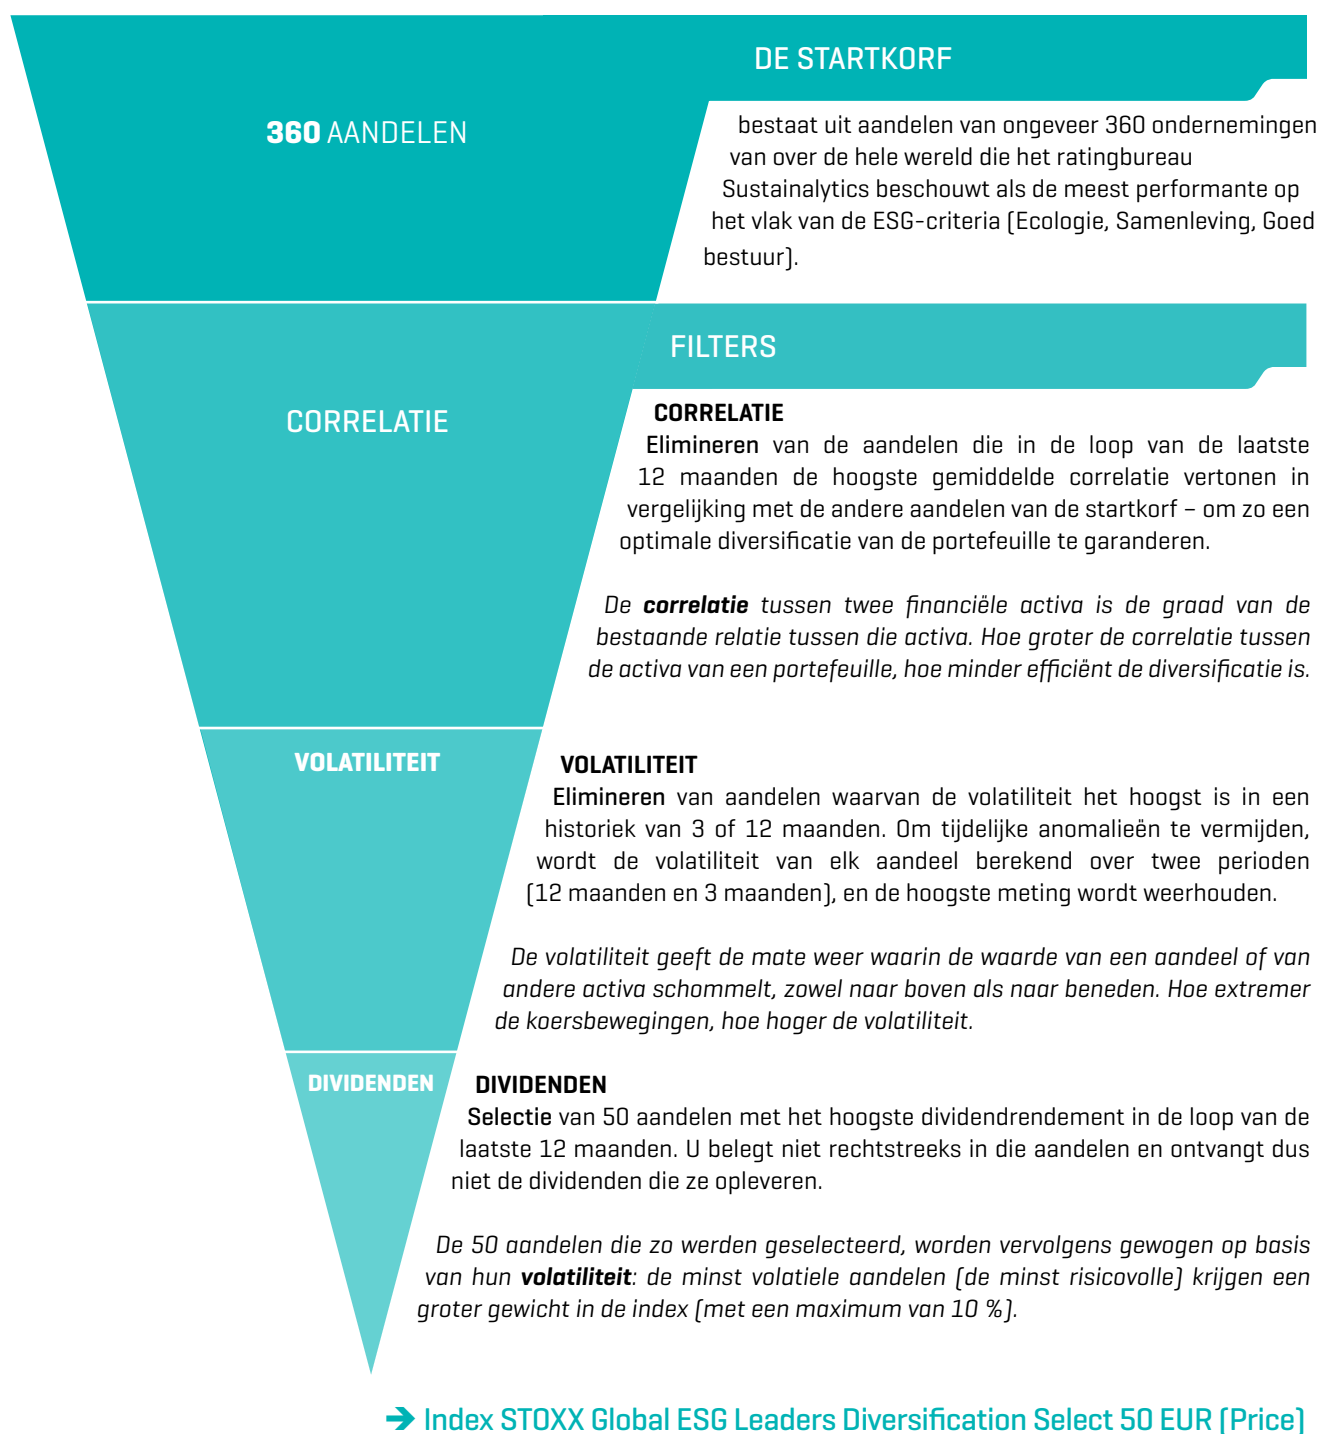 DE STARTKORF
360 AANDELEN
bestaat uit aandelen van ongeveer 360 ondernemingen
van over de hele wereld die het ratingbureau
Sustainalytics beschouwt als de meest performante op
het vlak van de ESG-criteria (Ecologie, Samenleving, Goed
bestuur).
FILTERS
CORRELATIE
CORRELATIE
Elimineren van de aandelen die in de loop van de laatste
12 maanden de hoogste gemiddelde correlatie vertonen in
vergelijking met de andere aandelen van de startkorf – om zo een
optimale diversificatie van de portefeuille te garanderen.
De correlatie tussen twee financiële activa is de graad van de
bestaande relatie tussen die activa. Hoe groter de correlatie tussen
de activa van een portefeuille, hoe minder efficiënt de diversificatie is.
VOLATILITEIT
VOLATILITEIT
Elimineren van aandelen waarvan de volatiliteit het hoogst is in een
historiek van 3 of 12 maanden. Om tijdelijke anomalieën te vermijden,
wordt de volatiliteit van elk aandeel berekend over twee perioden
(12 maanden en 3 maanden), en de hoogste meting wordt weerhouden.
De volatiliteit geeft de mate weer waarin de waarde van een aandeel of van
andere activa schommelt, zowel naar boven als naar beneden. Hoe extremer
de koersbewegingen, hoe hoger de volatiliteit.
DIVIDENDEN
DIVIDENDEN
Selectie van 50 aandelen met het hoogste dividendrendement in de loop van de
laatste 12 maanden. U belegt niet rechtstreeks in die aandelen en ontvangt dus
niet de dividenden die ze opleveren.
De 50 aandelen die zo werden geselecteerd, worden vervolgens gewogen op basis
van hun volatiliteit: de minst volatiele aandelen (de minst risicovolle) krijgen een
groter gewicht in de index (met een maximum van 10 %).
➔ Index STOXX Global ESG Leaders Diversification Select 50 EUR (Price)